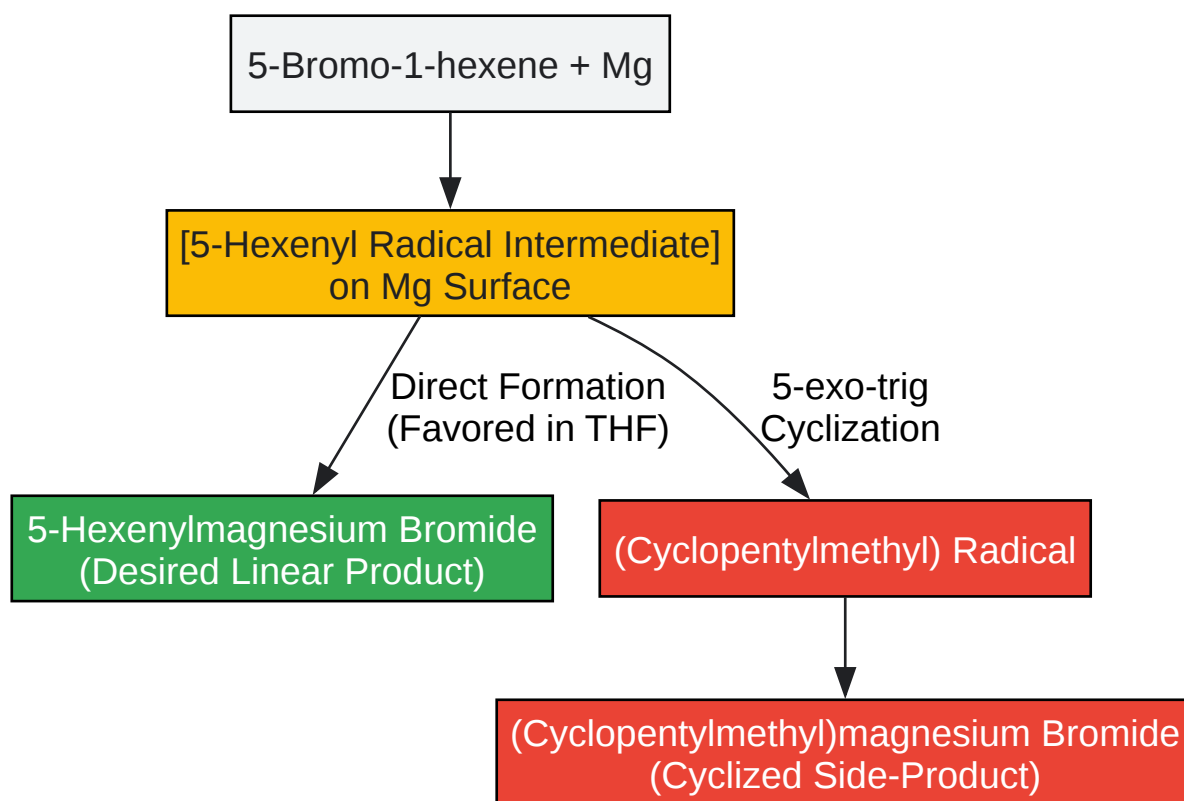 5-Bromo-1-hexene + Mg
[5-Hexenyl Radical Intermediate]
on Mg Surface
Direct Formation
(Favored in THF)
5-exo-trig
Cyclization
5-Hexenylmagnesium Bromide
(Desired Linear Product)
(Cyclopentylmethyl) Radical
(Cyclopentylmethyl)magnesium Bromide
(Cyclized Side-Product)